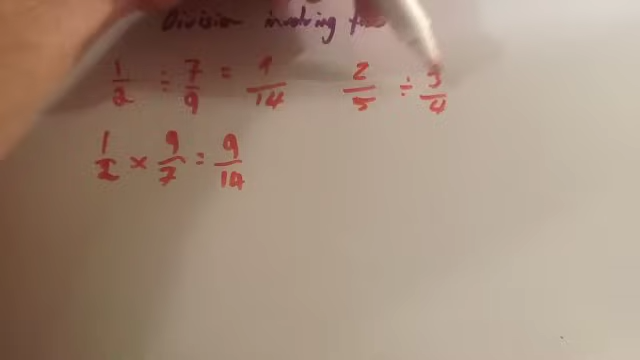 Division involving
1/2 ÷ 7/9 = 9/14 2/5 ÷ 3/4
1/2 × 9/7 = 9/14